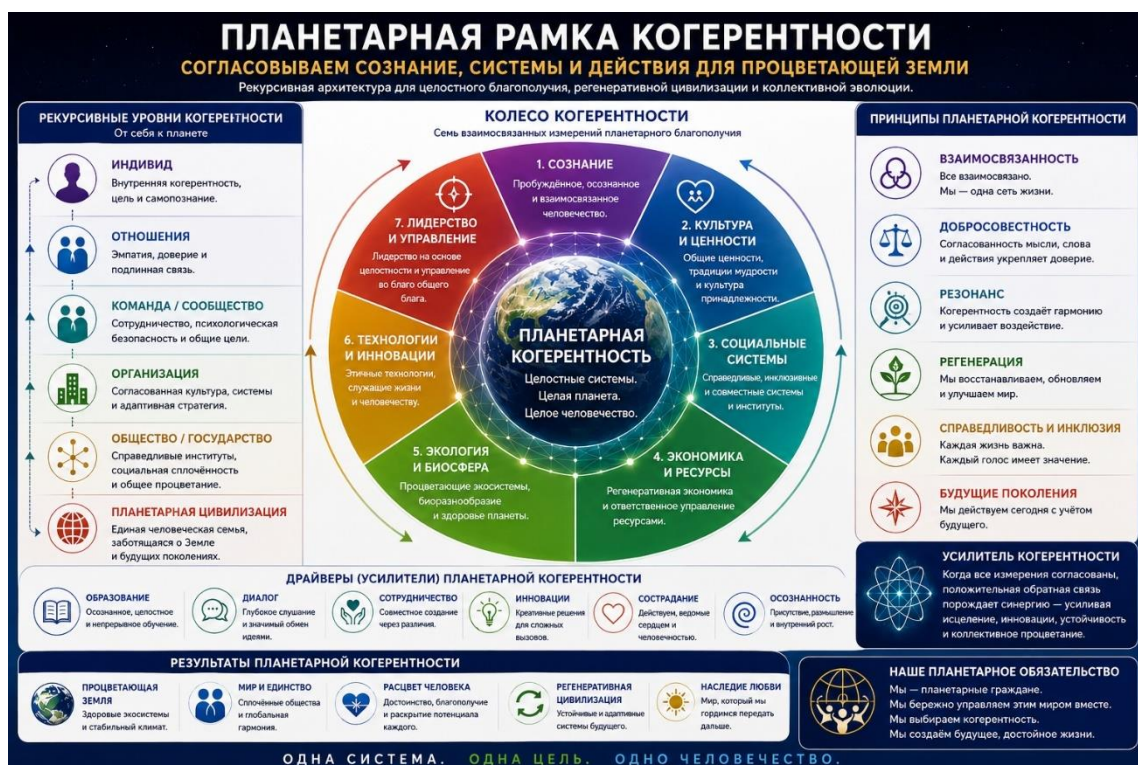 ПЛАНЕТАРНАЯ РАМКА КОГЕРЕНТНОСТИ
СОГЛАСОВЫВАЕМ СОЗНАНИЕ, СИСТЕМЫ И ДЕЙСТВИЯ ДЛЯ ПРОЦВЕТАЮЩЕЙ ЗЕМЛИ
Рекурсивная архитектура для целостного благополучия, регенеративной цивилизации и коллективной эволюции.
РЕКУРСИВНЫЕ УРОВНИ КОГЕРЕНТНОСТИ
От себя к планете
ИНДИВИД
Внутренняя когерентность,
цель и самопознание.
ОТНОШЕНИЯ
Эмпатия, доверие и
подлинная связь.
КОМАНДА / СООБЩЕСТВО
Сотрудничество, психологическая
безопасность и общие цели.
ОРГАНИЗАЦИЯ
Согласованная культура, системы
и адаптивная стратегия.
ОБЩЕСТВО / ГОСУДАРСТВО
Справедливые институты,
социальная сплочённость
и общее процветание.
ПЛАНЕТАРНАЯ ЦИВИЛИЗАЦИЯ
Единая человеческая семья,
заботящаяся о Земле
и будущих поколениях.
КОЛЕСО КОГЕРЕНТНОСТИ
Семь взаимосвязанных измерений планетарного благополучия
1. СОЗНАНИЕ
Пробуждённое, осознанное
и взаимосвязанное
человечество.
2. КУЛЬТУРА
И ЦЕННОСТИ
Общие ценности,
традиции мудрости
и культура
принадлежности.
3. СОЦИАЛЬНЫЕ
СИСТЕМЫ
Справедливые, инклюзивные
и совместные системы
и институты.
4. ЭКОНОМИКА
И РЕСУРСЫ
Регенеративная экономика
и ответственное управление
ресурсами.
5. ЭКОЛОГИЯ
И БИОСФЕРА
Процветающие экосистемы,
биоразнообразие
и здоровье планеты.
6. ТЕХНОЛОГИИ
И ИННОВАЦИИ
Этичные технологии,
служащие жизни
и человечеству.
7. ЛИДЕРСТВО
И УПРАВЛЕНИЕ
Лидерство на основе
целостности и управление
во благо общего
блага.
ПЛАНЕТАРНАЯ
КОГЕРЕНТНОСТЬ
Целостные системы.
Целая планета.
Целое человечество.
ПРИНЦИПЫ ПЛАНЕТАРНОЙ КОГЕРЕНТНОСТИ
ВЗАИМОСВЯЗАННОСТЬ
Все взаимосвязано.
Мы — одна сеть жизни.
ДОБРОСОВЕСТНОСТЬ
Согласованность мысли, слова
и действия укрепляет доверие.
РЕЗОНАНС
Когерентность создаёт гармонию
и усиливает воздействие.
РЕГЕНЕРАЦИЯ
Мы восстанавливаем, обновляем
и улучшаем мир.
СПРАВЕДЛИВОСТЬ И ИНКЛЮЗИЯ
Каждая жизнь важна.
Каждый голос имеет значение.
БУДУЩИЕ ПОКОЛЕНИЯ
Мы действуем сегодня с учётом
будущего.
УСИЛИТЕЛЬ КОГЕРЕНТНОСТИ
Когда все измерения согласованы,
положительная обратная связь
порождает синергию — усиливая
исцеление, инновации, устойчивость
и коллективное процветание.
ДРАЙВЕРЫ (УСИЛИТЕЛИ) ПЛАНЕТАРНОЙ КОГЕРЕНТНОСТИ
ОБРАЗОВАНИЕ
Осознанное, целостное
и непрерывное обучение.
ДИАЛОГ
Глубокое слушание
и значимый обмен
идеями.
СОТРУДНИЧЕСТВО
Совместное создание
через различия.
ИННОВАЦИИ
Креативные решения
для сложных
вызовов.
СОСТРАДАНИЕ
Действуем, ведомые
сердцем и
человечностью.
ОСОЗНАННОСТЬ
Присутствие, размышление
и внутренний рост.
РЕЗУЛЬТАТЫ ПЛАНЕТАРНОЙ КОГЕРЕНТНОСТИ
ПРОЦВЕТАЮЩАЯ
ЗЕМЛЯ
Здоровые экосистемы
и стабильный климат.
МИР И ЕДИНСТВО
Сплочённые общества
и глобальная
гармония.
РАСЦВЕТ ЧЕЛОВЕКА
Достоинство, благополучие
и раскрытие потенциала
каждого.
РЕГЕНЕРАТИВНАЯ
ЦИВИЛИЗАЦИЯ
Устойчивые и адаптивные
системы будущего.
НАСЛЕДИЕ ЛЮБВИ
Мир, который мы
гордимся передать
дальше.
НАШЕ ПЛАНЕТАРНОЕ ОБЯЗАТЕЛЬСТВО
Мы — планетарные граждане.
Мы бережно управляем этим миром вместе.
Мы выбираем когерентность.
Мы создаём будущее, достойное жизни.
ОДНА СИСТЕМА. ОДНА ЦЕЛЬ. ОДНО ЧЕЛОВЕЧЕСТВО.